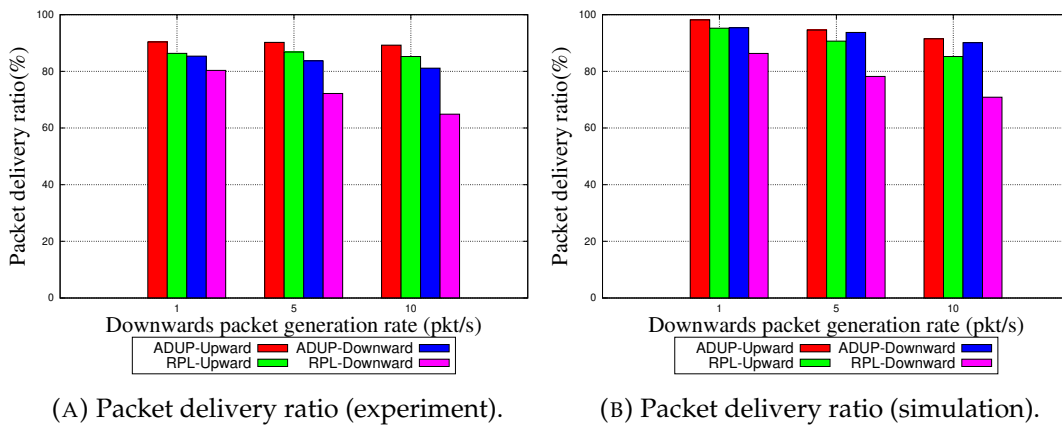 100
80
60
40
20
0
Packet delivery ratio(%)
1 5 10
Downwards packet generation rate (pkt/s)
ADUP-Upward ADUP-Downward
RPL-Upward RPL-Downward
(A) Packet delivery ratio (experiment).
100
80
60
40
20
0
Packet delivery ratio(%)
1 5 10
Downwards packet generation rate (pkt/s)
ADUP-Upward ADUP-Downward
RPL-Upward RPL-Downward
(B) Packet delivery ratio (simulation).